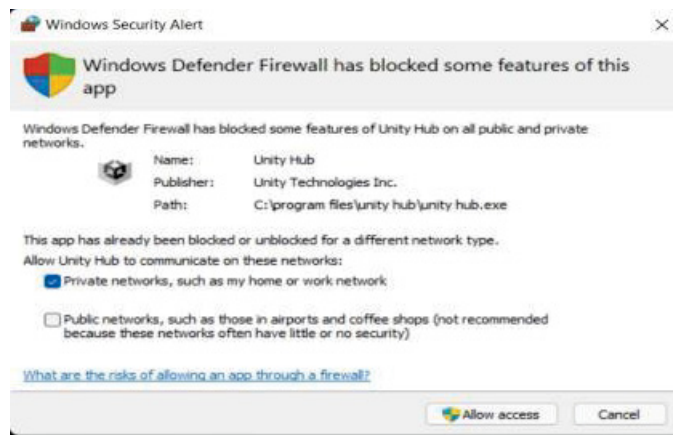 Windows Security Alert
Windows Defender Firewall has blocked some features of this
app
Windows Defender Firewall has blocked some features of Unity Hub on all public and private
networks.
Name: Unity Hub
Publisher: Unity Technologies Inc.
Path: C:\program files\unity hub\unity hub.exe
This app has already been blocked or unblocked for a different network type.
Allow Unity Hub to communicate on these networks:
Private networks, such as my home or work network
Public networks, such as those in airports and coffee shops (not recommended
because these networks often have little or no security)
What are the risks of allowing an app through a firewall?
Allow access Cancel